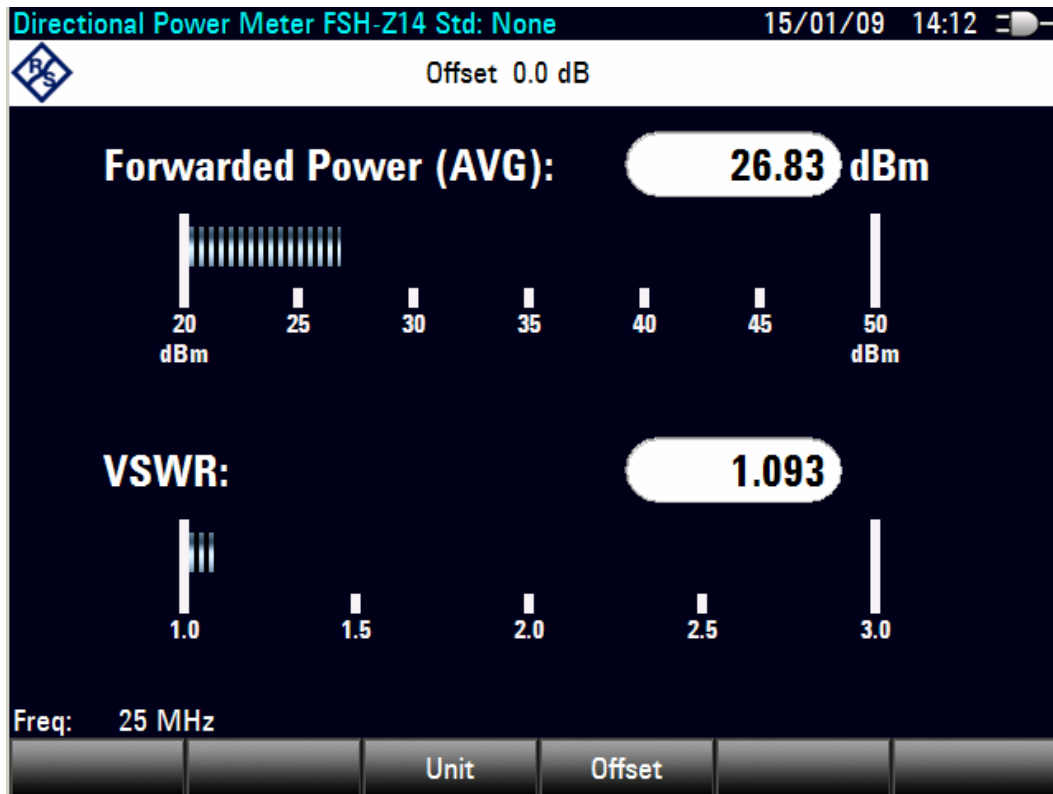 Directional Power Meter FSH-Z14 Std: None 15/01/09 14:12
R&S
Offset 0.0 dB
Forwarded Power (AVG): 26.83 dBm
20 25 30 35 40 45 50
dBm dBm
VSWR: 1.093
1.0 1.5 2.0 2.5 3.0
Freq: 25 MHz
Unit Offset